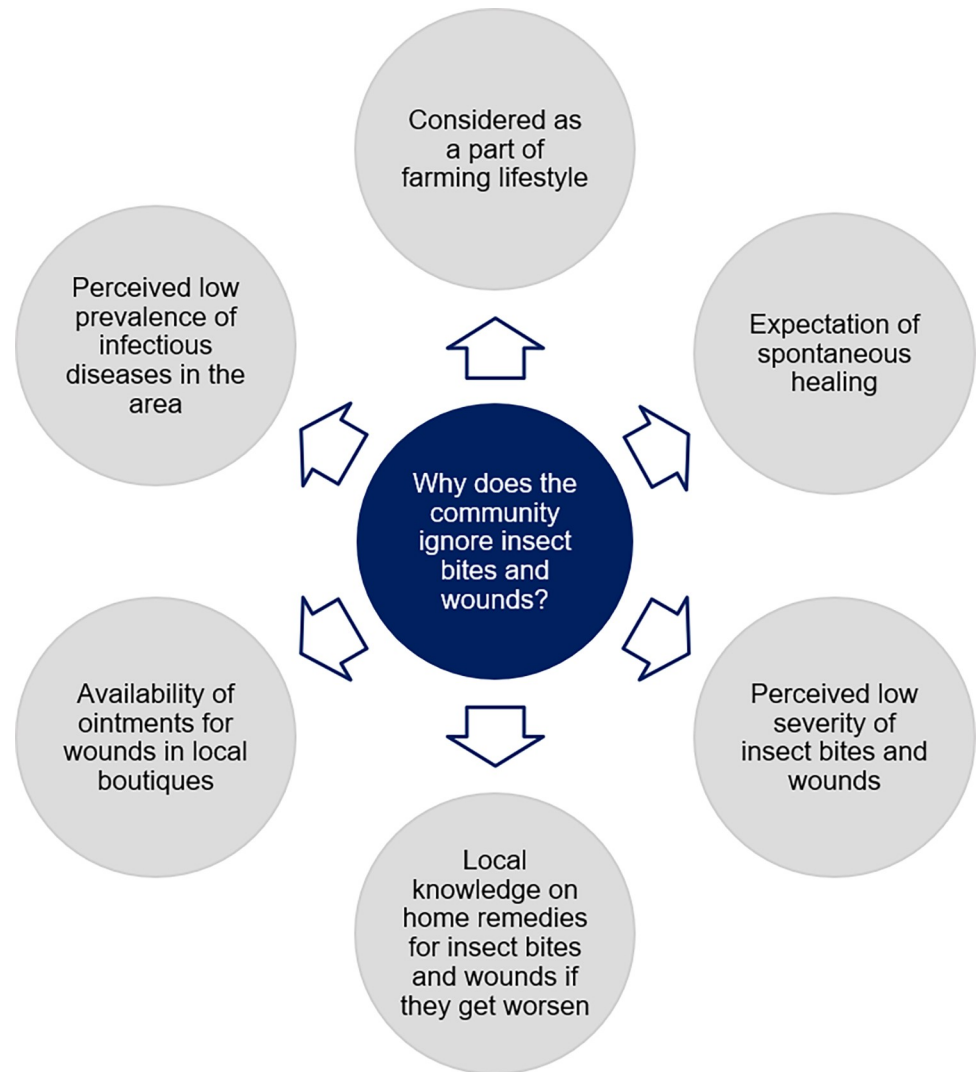 Considered as
a part of
farming lifestyle
Perceived low
prevalence of
infectious
diseases in the
area
Expectation of
spontaneous
healing
Why does the
community
ignore insect
bites and
wounds?
Availability of
ointments for
wounds in local
boutiques
Perceived low
severity of
insect bites and
wounds
Local
knowledge on
home remedies
for insect bites
and wounds if
they get worsen